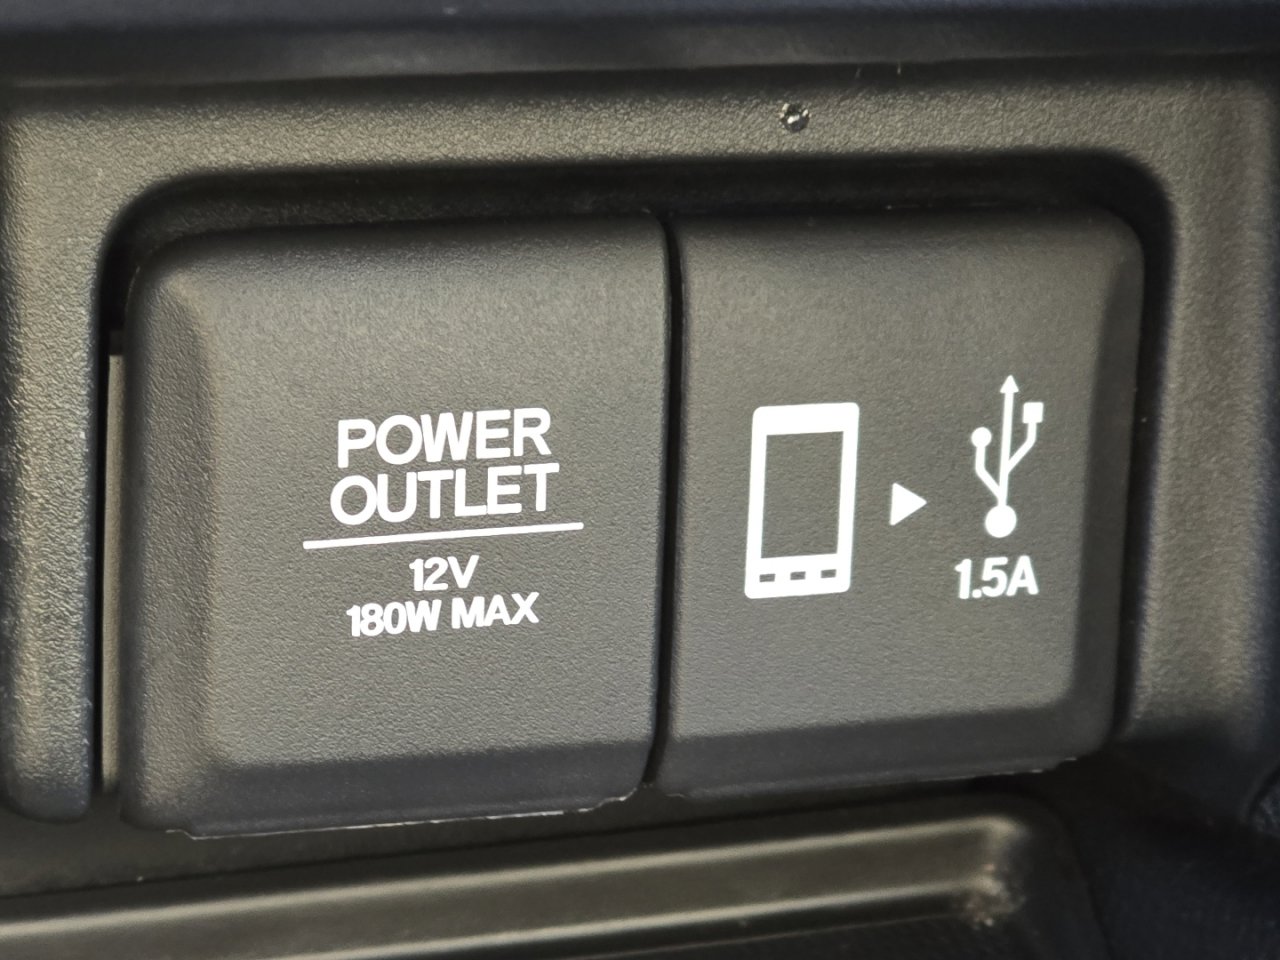 POWER
OUTLET
12V
180W MAX
1.5A